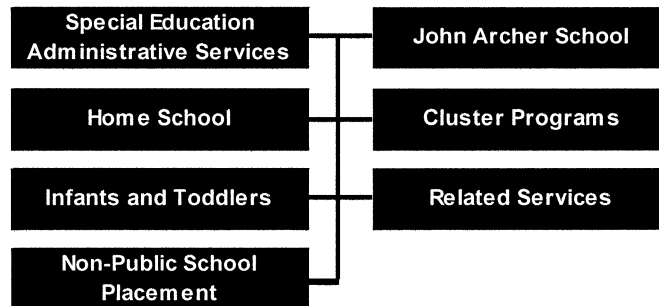 Special Education
Administrative Services
John Archer School
Home School
Cluster Programs
Infants and Toddlers
Related Services
Non-Public School
Placement